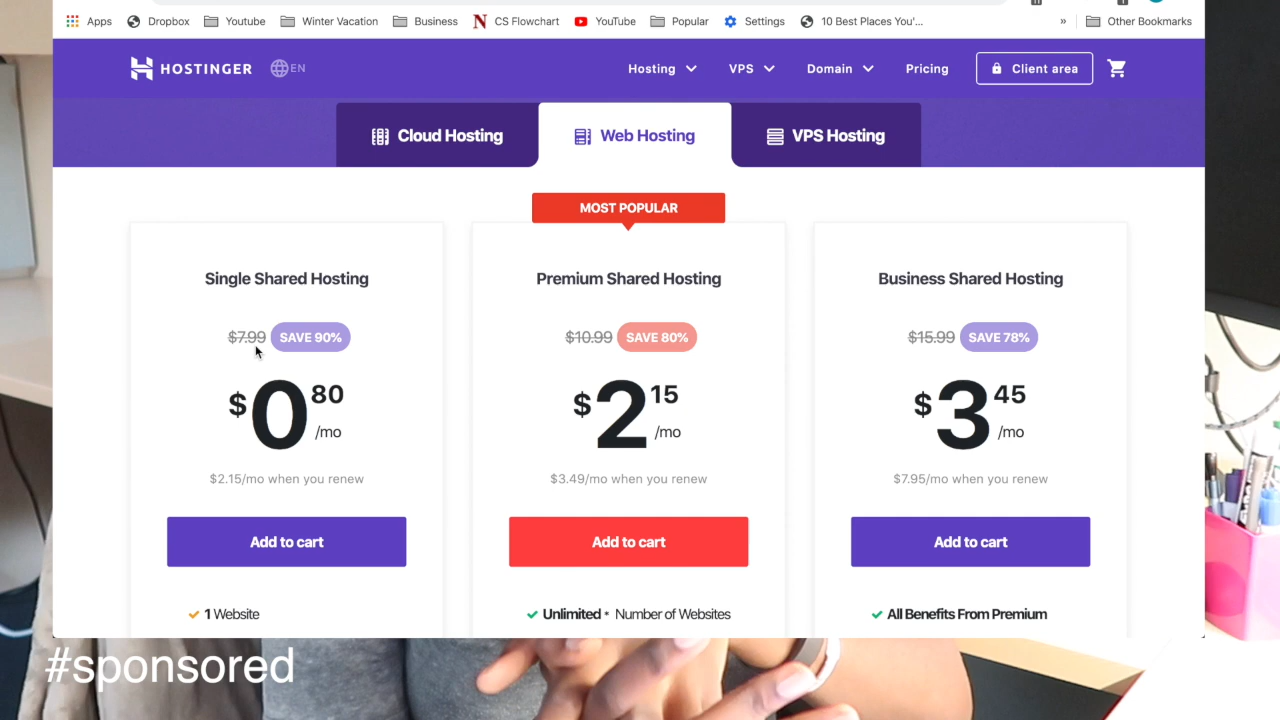 Apps Dropbox Youtube Winter Vacation Business CS Flowchart YouTube Popular Settings 10 Best Places You'... » Other Bookmarks
HOSTINGER EN Hosting VPS Domain Pricing Client area
Cloud Hosting Web Hosting VPS Hosting
MOST POPULAR
Single Shared Hosting Premium Shared Hosting Business Shared Hosting
$7.99 SAVE 90% $10.99 SAVE 80% $15.99 SAVE 78%
$0 80 /mo $2 15 /mo $3 45 /mo
$2.15/mo when you renew $3.49/mo when you renew $7.95/mo when you renew
Add to cart Add to cart Add to cart
1 Website Unlimited * Number of Websites All Benefits From Premium
#sponsored